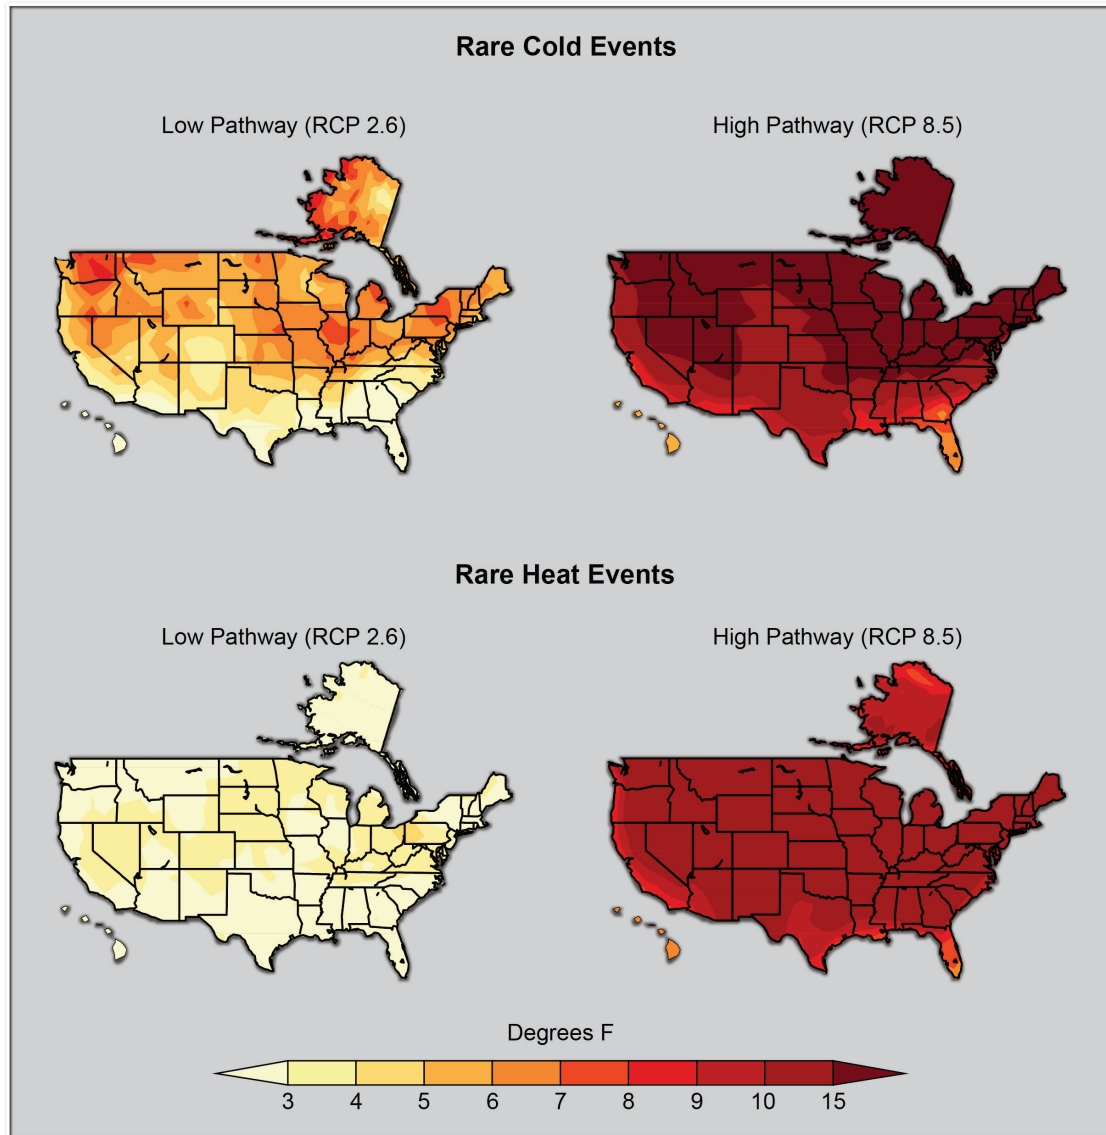 Rare Cold Events
Low Pathway (RCP 2.6)
High Pathway (RCP 8.5)
Rare Heat Events
Low Pathway (RCP 2.6)
High Pathway (RCP 8.5)
Degrees F
3 4 5 6 7 8 9 10 15